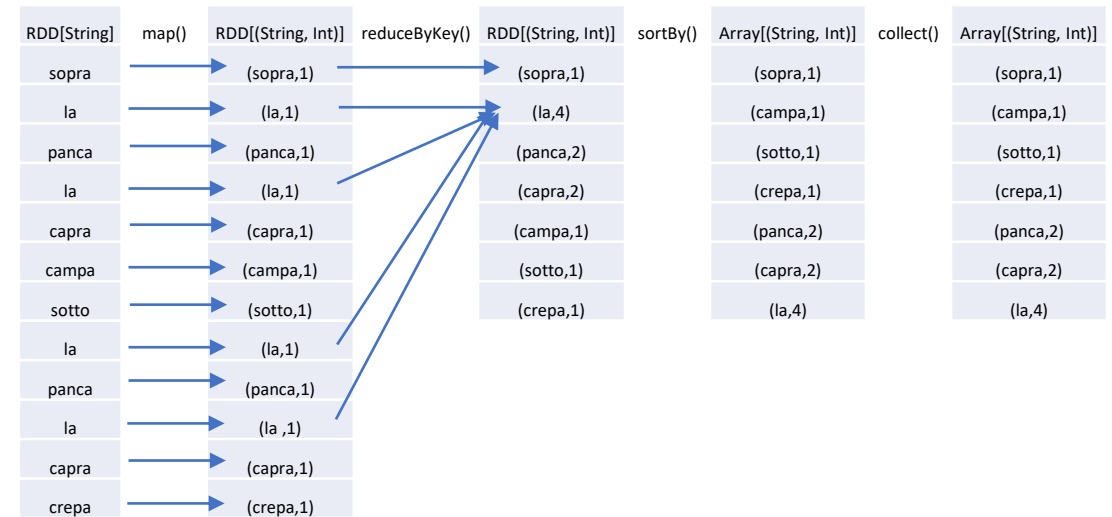 RDD[String] map() RDD[(String, Int)] reduceByKey() RDD[(String, Int)] sortBy() Array[(String, Int)] collect() Array[(String, Int)]
sopra (sopra,1) (sopra,1) (sopra,1) (sopra,1)
la (la,1) (la,4) (campa,1) (campa,1)
panca (panca,1) (panca,2) (sotto,1) (sotto,1)
la (la,1) (capra,2) (crepa,1) (crepa,1)
capra (capra,1) (campa,1) (panca,2) (panca,2)
campa (campa,1) (sotto,1) (capra,2) (capra,2)
sotto (sotto,1) (crepa,1) (la,4) (la,4)
la (la,1)
panca (panca,1)
la (la ,1)
capra (capra,1)
crepa (crepa,1)